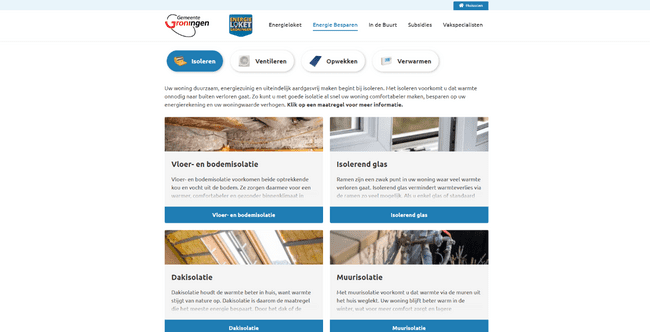 Gemeente
Groningen
ENERGIE
LOKET
GRONINGEN
Energieloket
Energie Besparen
In de Buurt
Subsidies
Vakspecialisten
Isoleren
Ventileren
Opwekken
Verwarmen
Uw woning duurzaam, energiezuinig en uiteindelijk aardgasvrij maken begint bij isoleren. Met isoleren voorkomt u dat warmte
onnodig naar buiten verloren gaat. Zo kunt u met goede isolatie al snel uw woning comfortabeler maken, besparen op uw
energierekening en uw woningwaarde verhogen. Klik op een maatregel voor meer informatie.
Vloer- en bodemisolatie
Vloer- en bodemisolatie voorkomen beide optrekkende
kou en vocht uit de bodem. Ze zorgen daarmee voor een
warmer, comfortabeler en gezonder binnenklimaat in
Vloer- en bodemisolatie
Isolerend glas
Ramen zijn een zwak punt in uw woning waar veel warmte
verloren gaat. Isolerend glas vermindert warmteverlies via
de ramen zo veel mogelijk. Als u enkel glas of standaard
Isolerend glas
Dakisolatie
Dakisolatie houdt de warmte beter in huis, want warmte
stijgt van nature op. Dakisolatie is daarom de maatregel
die het meeste energie bespaart. Door het dak of de
Dakisolatie
Muurisolatie
Met muurisolatie voorkomt u dat warmte via de muren uit
het huis weglekt. Uw woning blijft beter warm in de
winter, wat voor meer comfort zorgt en lagere
Muurisolatie